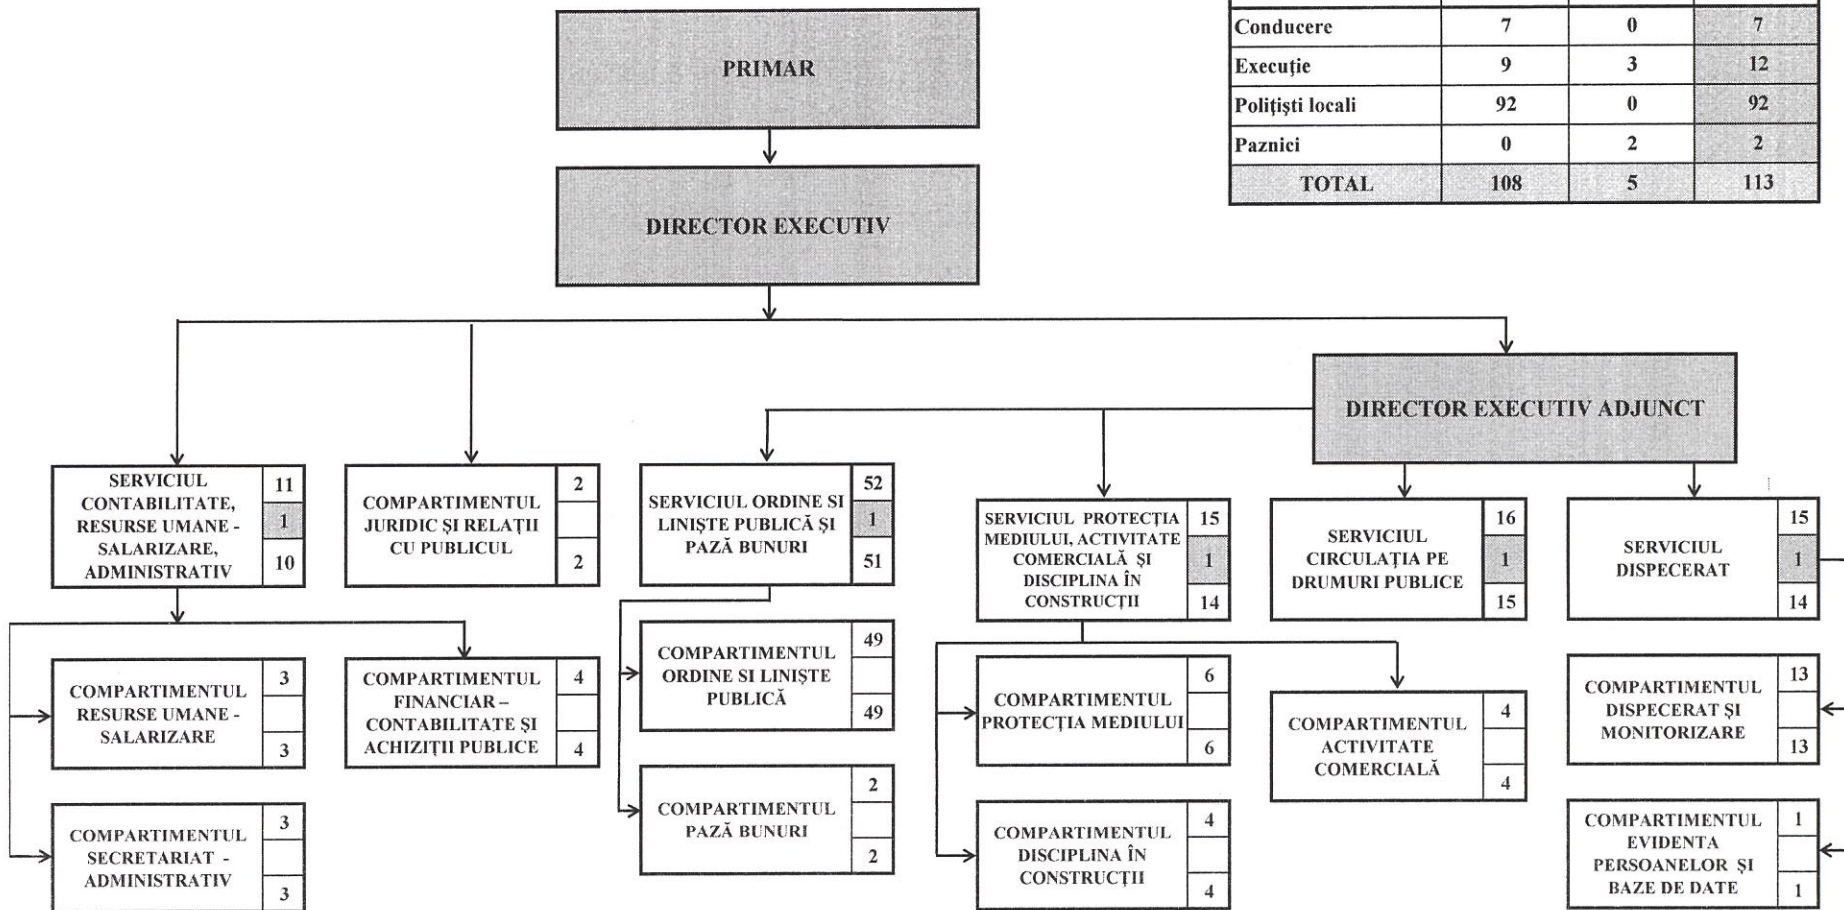 PRIMAR
Conducere 7 0 7
Execuție 9 3 12
Polițiști locali 92 0 92
Paznici 0 2 2
TOTAL 108 5 113
DIRECTOR EXECUTIV
DIRECTOR EXECUTIV ADJUNCT
SERVICIUL
CONTABILITATE,
RESURSE UMANE -
SALARIZARE,
ADMINISTRATIV
11
1
10
COMPARTIMENTUL
JURIDIC ȘI RELAȚII
CU PUBLICUL
2
2
SERVICIUL ORDINE SI
LINIȘTE PUBLICĂ ȘI
PAZĂ BUNURI
52
1
51
SERVICIUL PROTECȚIA
MEDIULUI, ACTIVITATE
COMERCIALĂ ȘI
DISCIPLINA ÎN
CONSTRUCȚII
15
1
14
SERVICIUL
CIRCULAȚIA PE
DRUMURI PUBLICE
16
1
15
SERVICIUL
DISPECERAT
15
1
14
COMPARTIMENTUL
RESURSE UMANE -
SALARIZARE
3
3
COMPARTIMENTUL
FINANCIAR –
CONTABILITATE ȘI
ACHIZIȚII PUBLICE
4
4
COMPARTIMENTUL
ORDINE SI LINIȘTE
PUBLICĂ
49
49
COMPARTIMENTUL
PROTECȚIA MEDIULUI
6
6
COMPARTIMENTUL
ACTIVITATE
COMERCIALĂ
4
4
COMPARTIMENTUL
DISPECERAT ȘI
MONITORIZARE
13
13
COMPARTIMENTUL
SECRETARIAT -
ADMINISTRATIV
3
3
COMPARTIMENTUL
PAZĂ BUNURI
2
2
COMPARTIMENTUL
DISCIPLINA ÎN
CONSTRUCȚII
4
4
COMPARTIMENTUL
EVIDENTA
PERSOANELOR ȘI
BAZE DE DATE
1
1